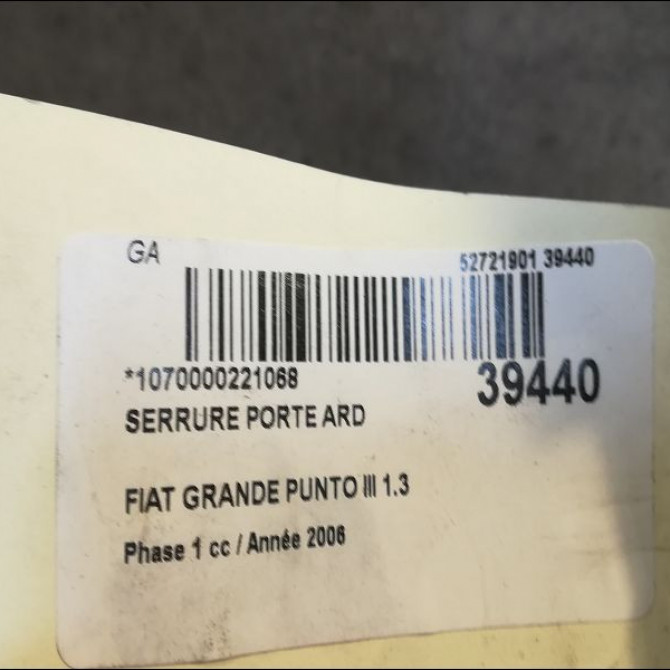 GA 52721901 39440
*1070000221068 39440
SERRURE PORTE ARD
FIAT GRANDE PUNTO III 1.3
Phase 1 cc / Année 2006